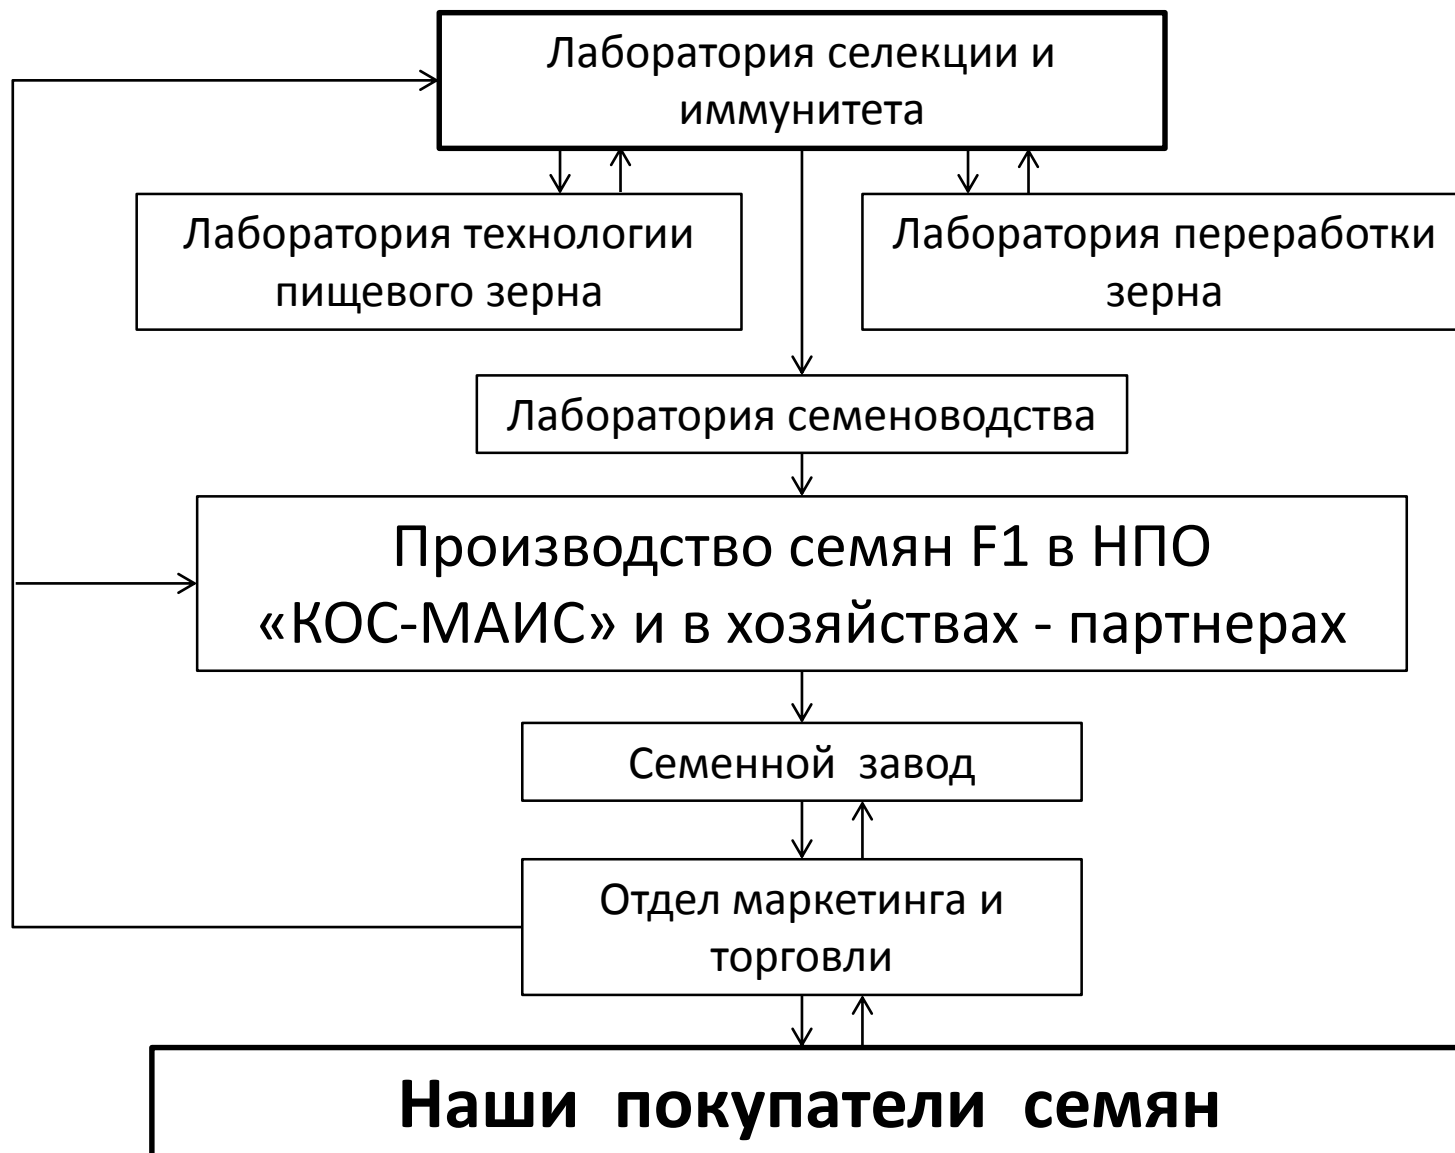 Лаборатория селекции и
иммунитета
Лаборатория технологии
пищевого зерна
Лаборатория переработки
зерна
Лаборатория семеноводства
Производство семян F1 в НПО
«КОС-МАИС» и в хозяйствах - партнерах
Семенной завод
Отдел маркетинга и
торговли
Наши покупатели семян